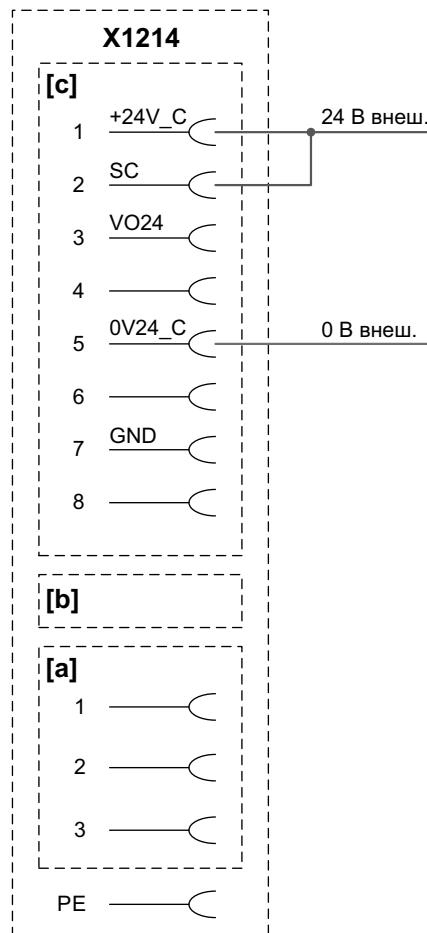 X1214
[c]
1 +24V_C 24 В внеш.
2 SC
3 VO24
4
5 0V24_C 0 В внеш.
6
7 GND
8
[b]
[a]
1
2
3
PE